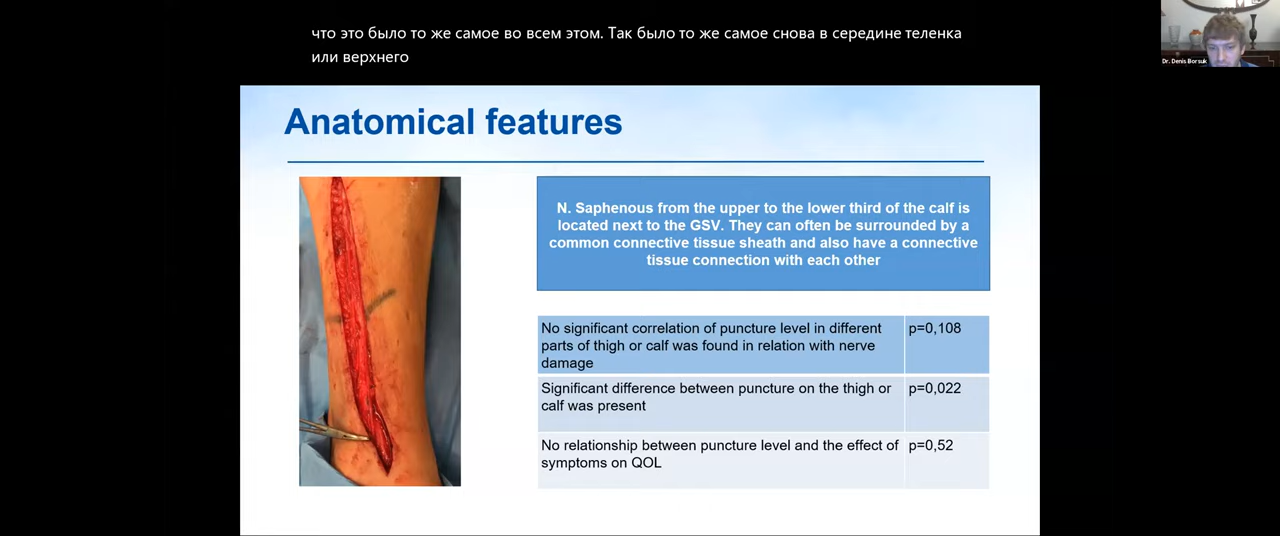 что это было то же самое во всем этом. Так было то же самое снова в середине теленка
или верхнего
Dr. Denis Borsuk
Anatomical features
N. Saphenous from the upper to the lower third of the calf is
located next to the GSV. They can often be surrounded by a
common connective tissue sheath and also have a connective
tissue connection with each other
No significant correlation of puncture level in different
parts of thigh or calf was found in relation with nerve
damage
p=0,108
Significant difference between puncture on the thigh or
calf was present
p=0,022
No relationship between puncture level and the effect of
symptoms on QOL
p=0,52